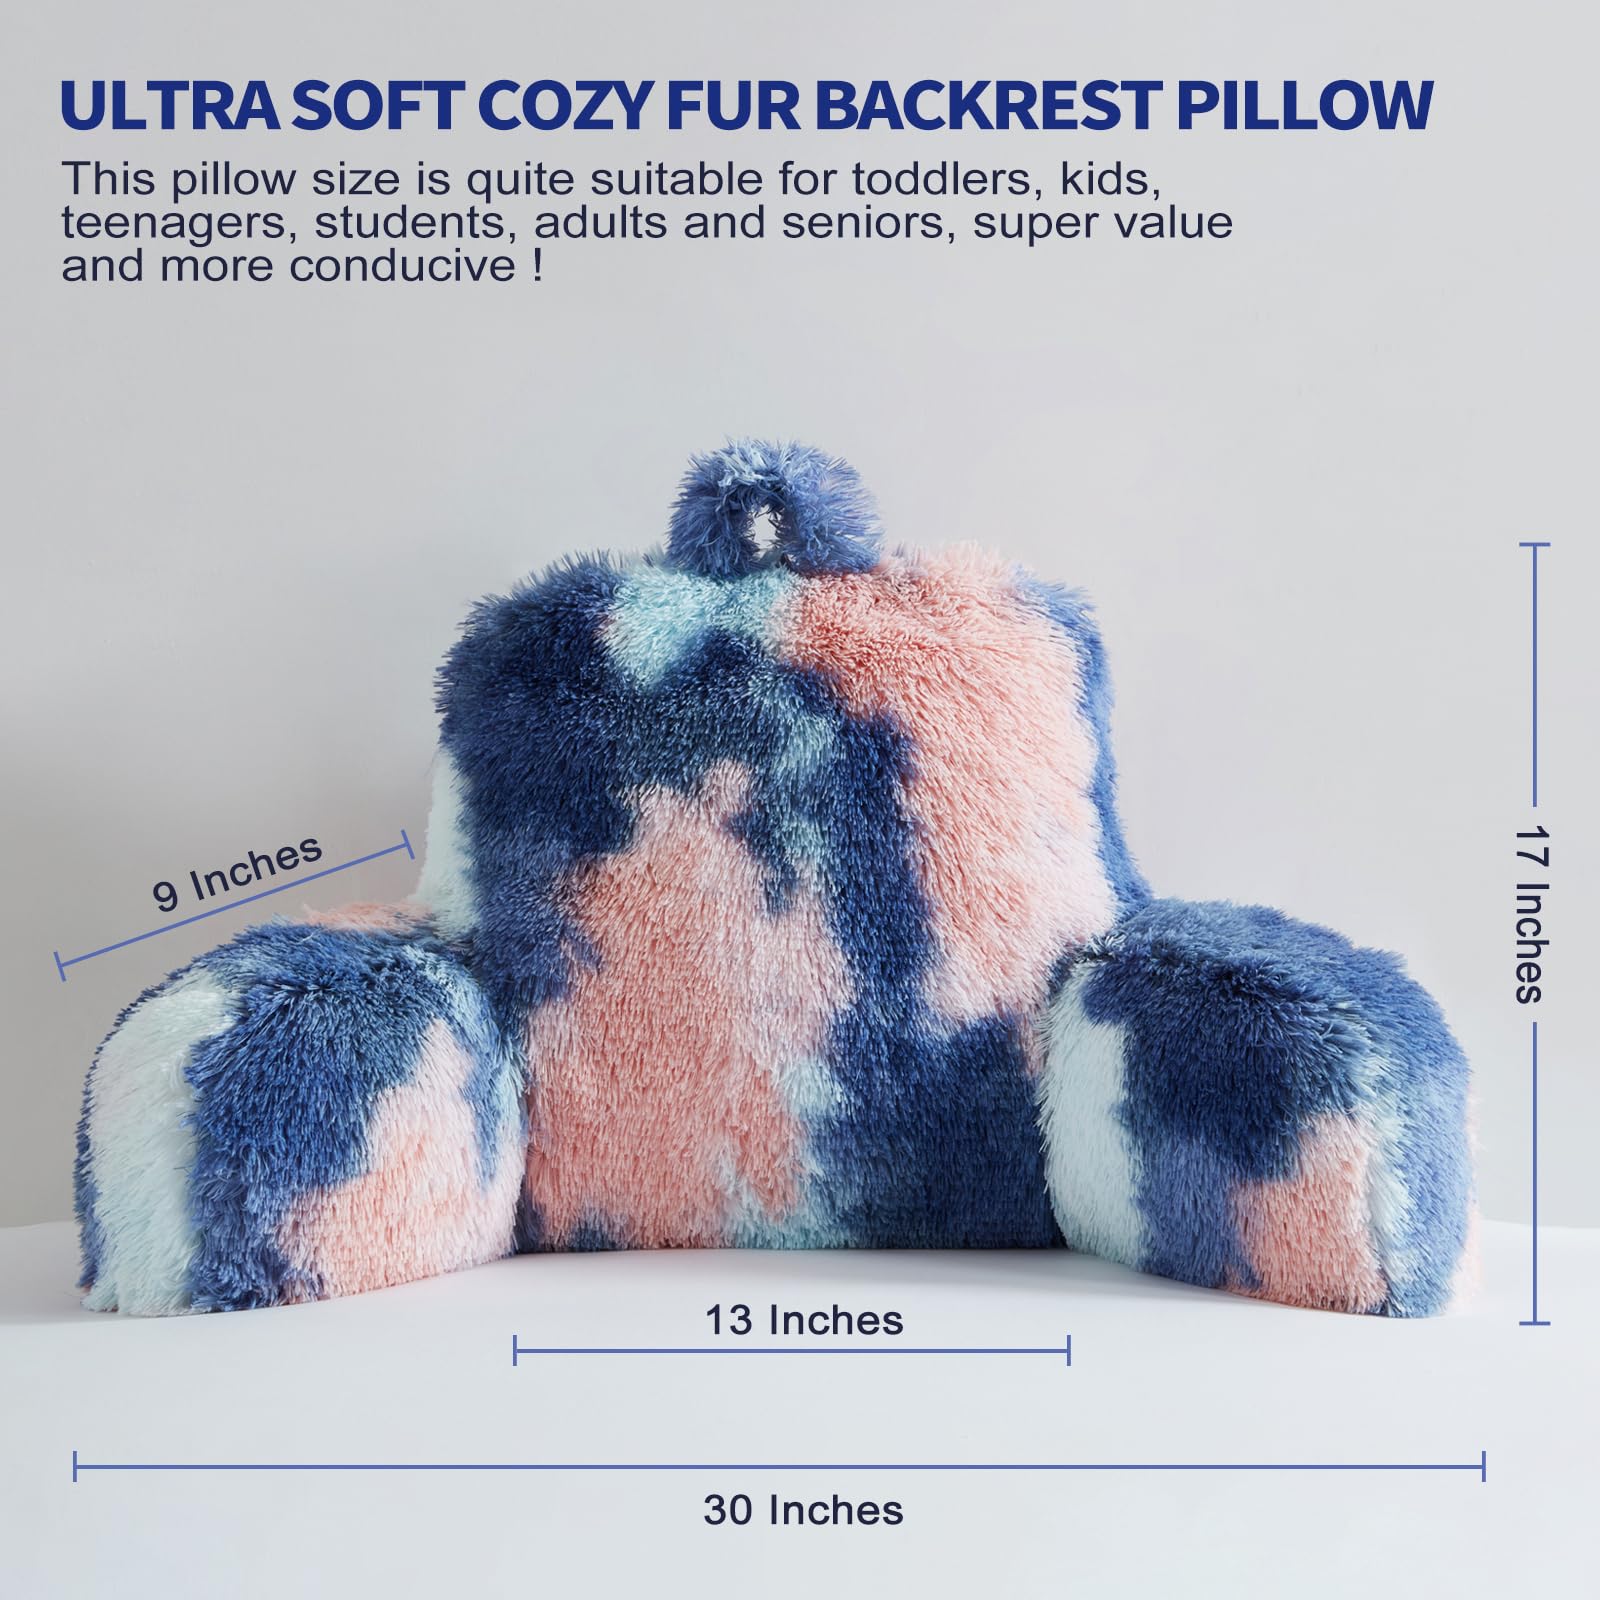 ULTRA SOFT COZY FUR BACKREST PILLOW
This pillow size is quite suitable for toddlers, kids,
teenagers, students, adults and seniors, super value
and more conducive !
9 Inches
17 Inches
13 Inches
30 Inches